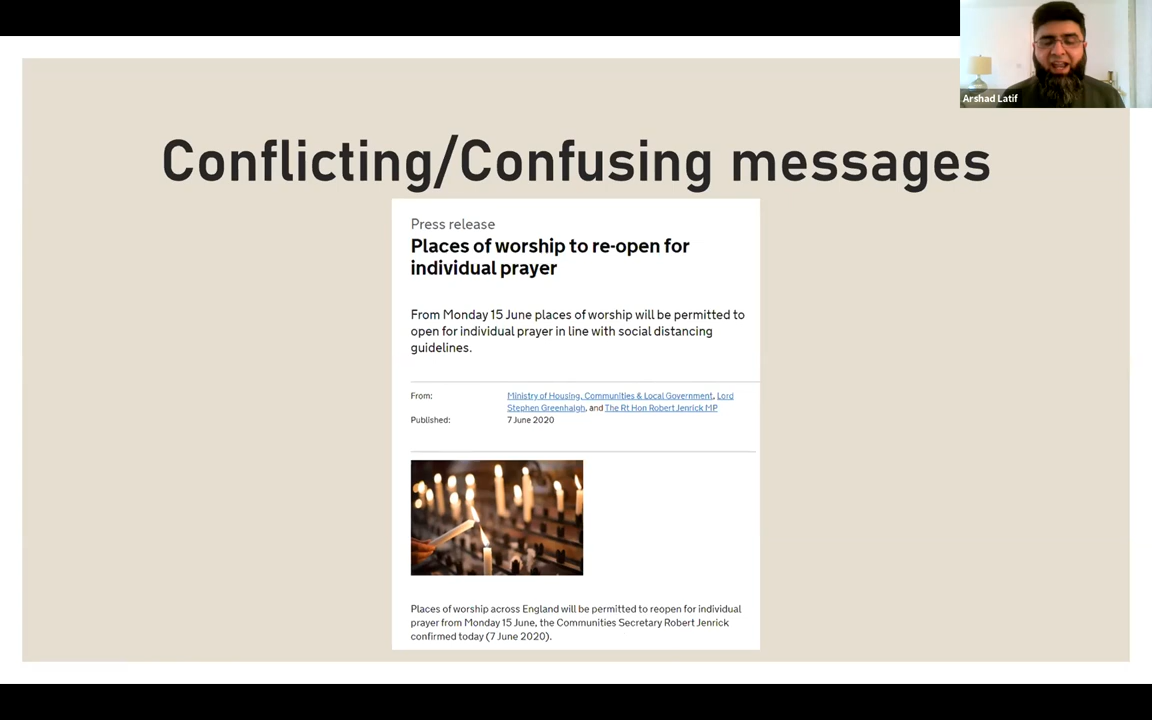 Arshad Latif
Conflicting/Confusing messages
Press release
Places of worship to re-open for
individual prayer
From Monday 15 June places of worship will be permitted to
open for individual prayer in line with social distancing
guidelines.
From: Ministry of Housing, Communities & Local Government, Lord
Stephen Greenhalgh, and The Rt Hon Robert Jenrick MP
Published: 7 June 2020
Places of worship across England will be permitted to reopen for individual
prayer from Monday 15 June, the Communities Secretary Robert Jenrick
confirmed today (7 June 2020).